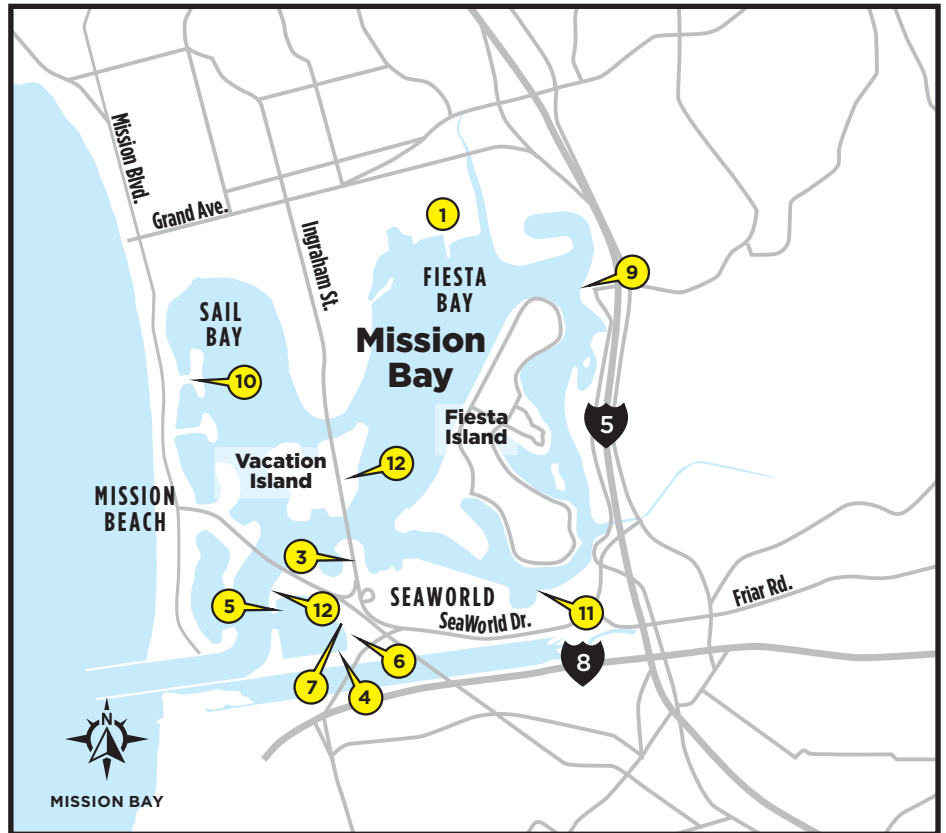 Mission Blvd.
Grand Ave.
1
Ingraham St.
FIESTA
BAY
9
SAIL
BAY
Mission
Bay
10
Fiesta
Island
5
Vacation
Island
12
MISSION
BEACH
3
SEAWORLD
SeaWorld Dr.
Friar Rd.
5
12
11
6
8
7
4
N
MISSION BAY